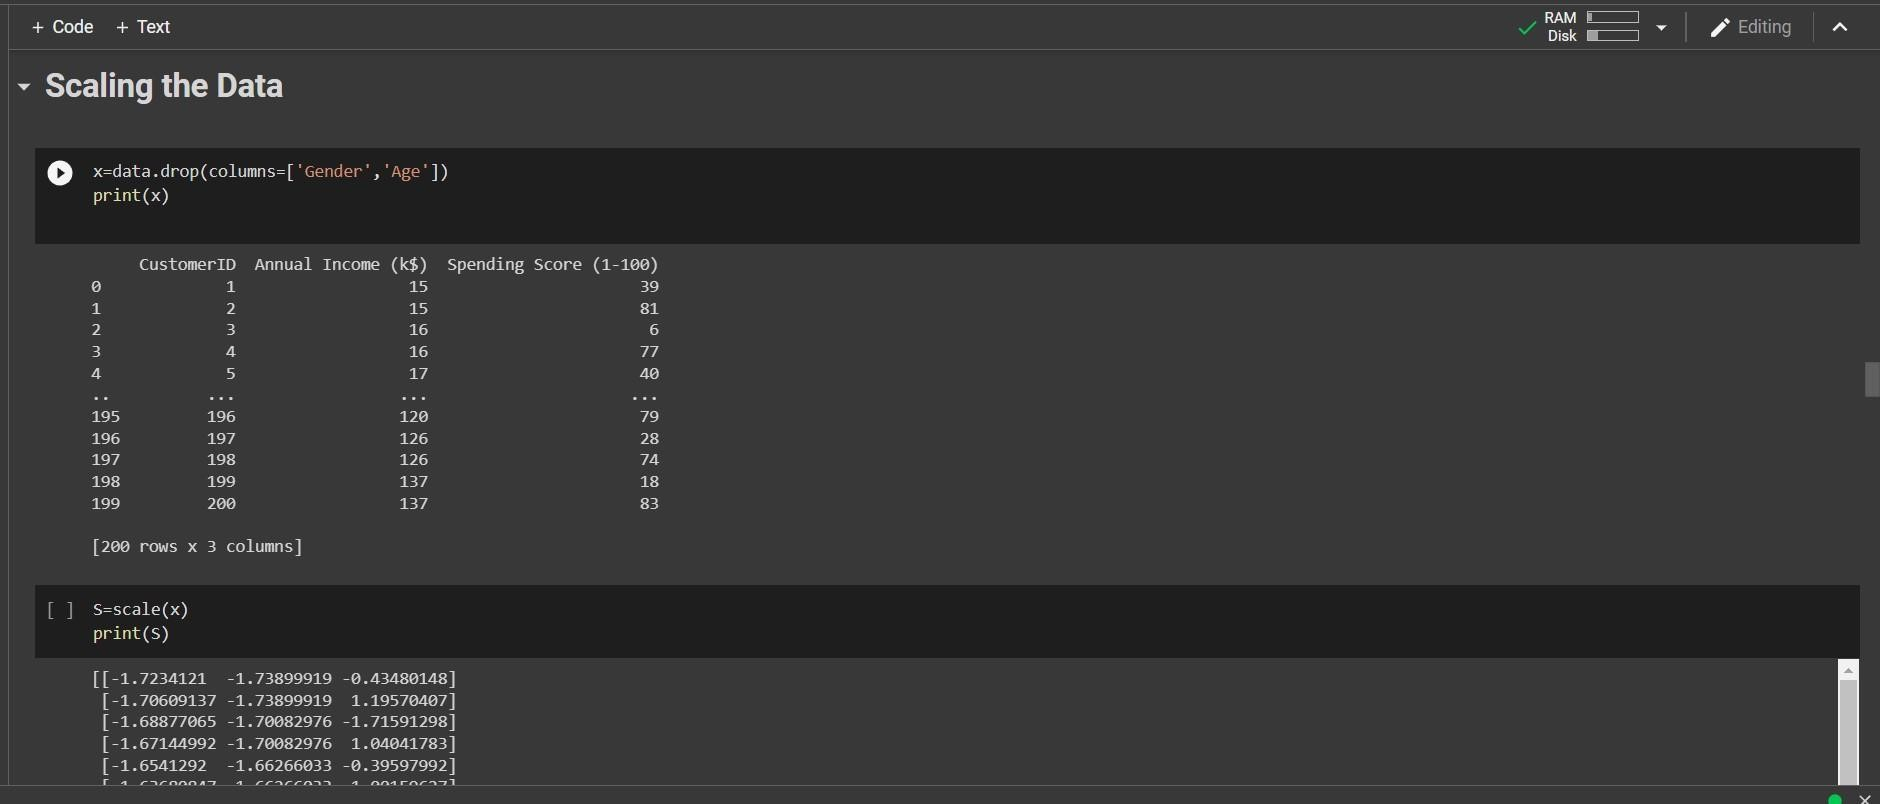 + Code + Text
RAM
Disk
Editing
Scaling the Data
x=data.drop(columns=['Gender','Age'])
print(x)
CustomerID Annual Income (k$) Spending Score (1-100)
0 1 15 39
1 2 15 81
2 3 16 6
3 4 16 77
4 5 17 40
.. ... ... ...
195 196 120 79
196 197 126 28
197 198 126 74
198 199 137 18
199 200 137 83
[200 rows x 3 columns]
[ ] S=scale(x)
print(S)
[[-1.7234121 -1.73899919 -0.43480148]
[-1.70609137 -1.73899919 1.19570407]
[-1.68877065 -1.70082976 -1.71591298]
[-1.67144992 -1.70082976 1.04041783]
[-1.6541292 -1.66266033 -0.39597992]